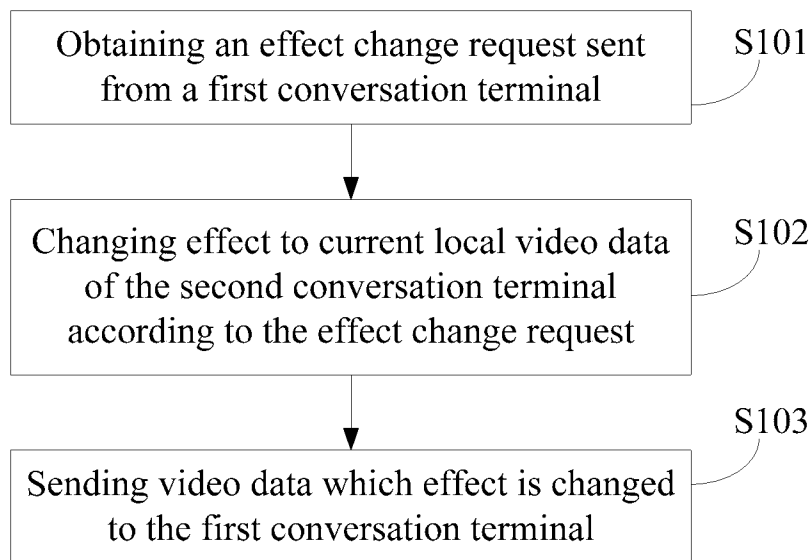 Obtaining an effect change request sent
from a first conversation terminal
S101
Changing effect to current local video data
of the second conversation terminal
according to the effect change request
S102
Sending video data which effect is changed
to the first conversation terminal
S103